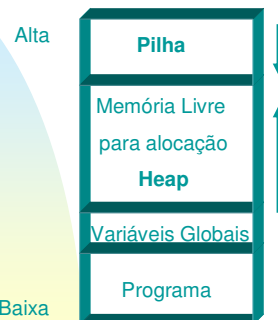 Alta
Pilha
Memória Livre
para alocação
Heap
Variáveis Globais
Programa
Baixa